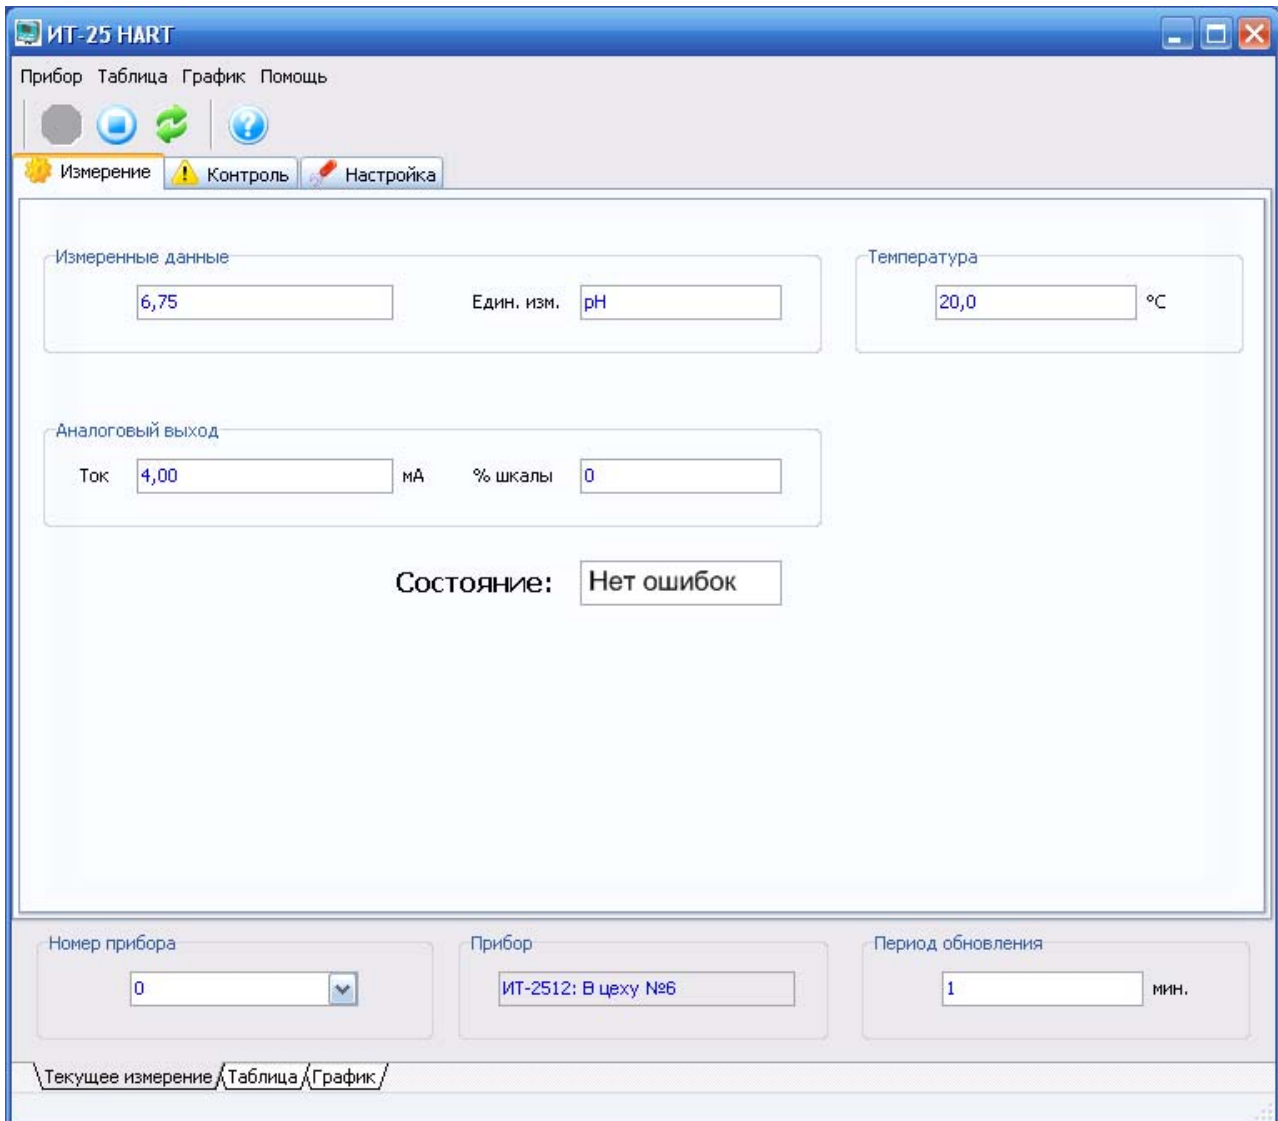 ИТ-25 HART
Прибор Таблица График Помощь
Измерение Контроль Настройка
Измеренные данные Температура
6,75 Един. изм. pH 20,0 °C
Аналоговый выход
Ток 4,00 мА % шкалы 0
Состояние: Нет ошибок
Номер прибора Прибор Период обновления
0 ИТ-2512: В цеху №6 1 мин.
Текущее измерение Таблица График